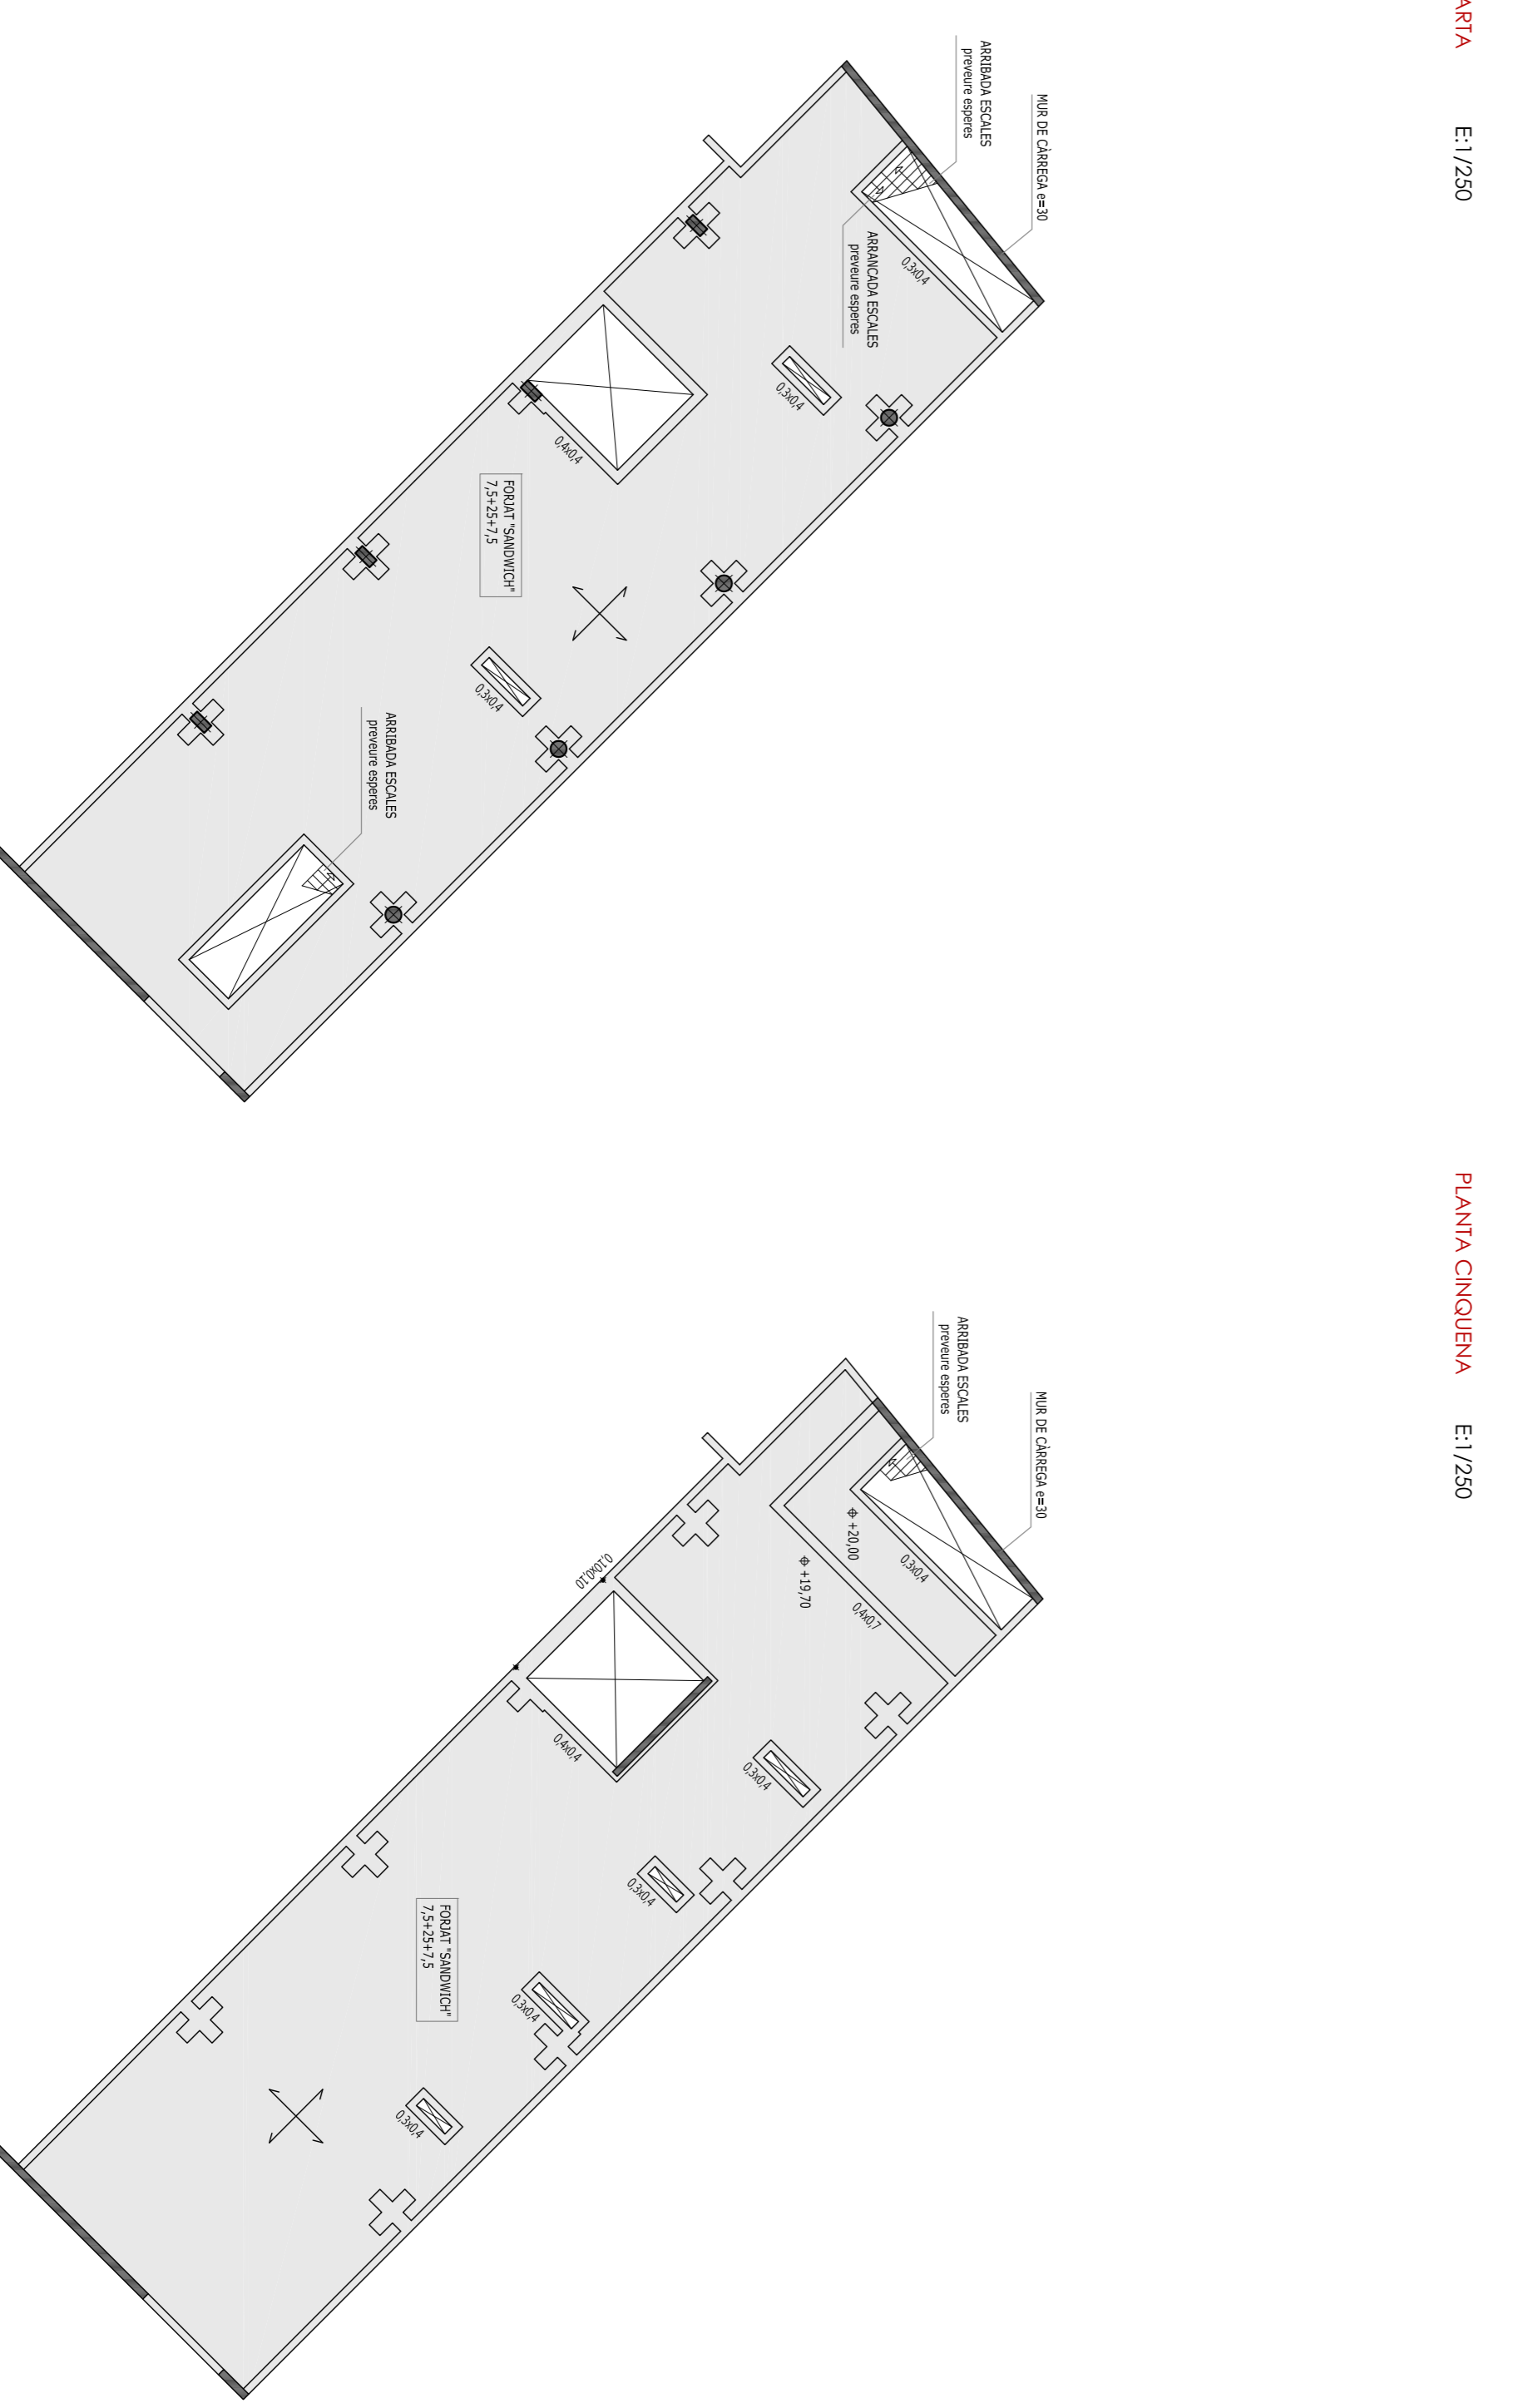 ARTA
E:1/250
MUR DE CÀRREGA e=30
ARRIBADA ESCALES
preveure esperes
ARRANCADA ESCALES
preveure esperes
0,3x0,4
0,3x0,4
0,4x0,4
FORJAT "SANDWICH"
7,5+25+7,5
0,3x0,4
ARRIBADA ESCALES
preveure esperes
PLANTA CINQUENA
E:1/250
MUR DE CÀRREGA e=30
ARRIBADA ESCALES
preveure esperes
+20,00
0,3x0,4
+19,70
0,4x0,7
0,10x0,10
0,4x0,4
0,3x0,4
0,3x0,4
0,3x0,4
FORJAT "SANDWICH"
7,5+25+7,5
0,3x0,4